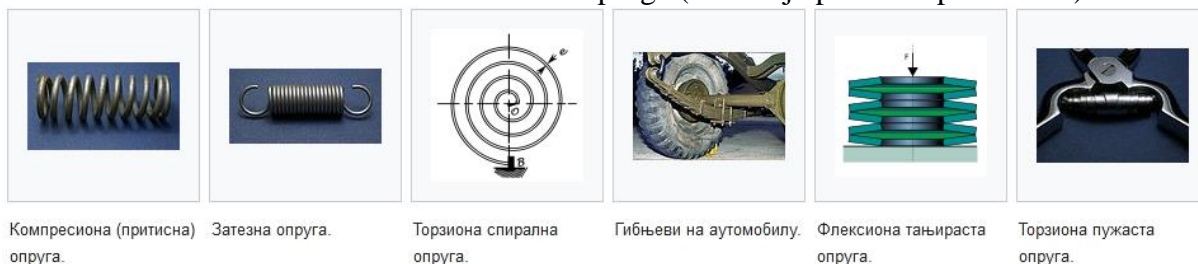 Компресиона (притисна)
опруга.
Затезна опруга.
Торзиона спирална
опруга.
Гибњеви на аутомобилу.
Флексиона тањираста
опруга.
Торзиона пужаста
опруга.
e
O
B
F